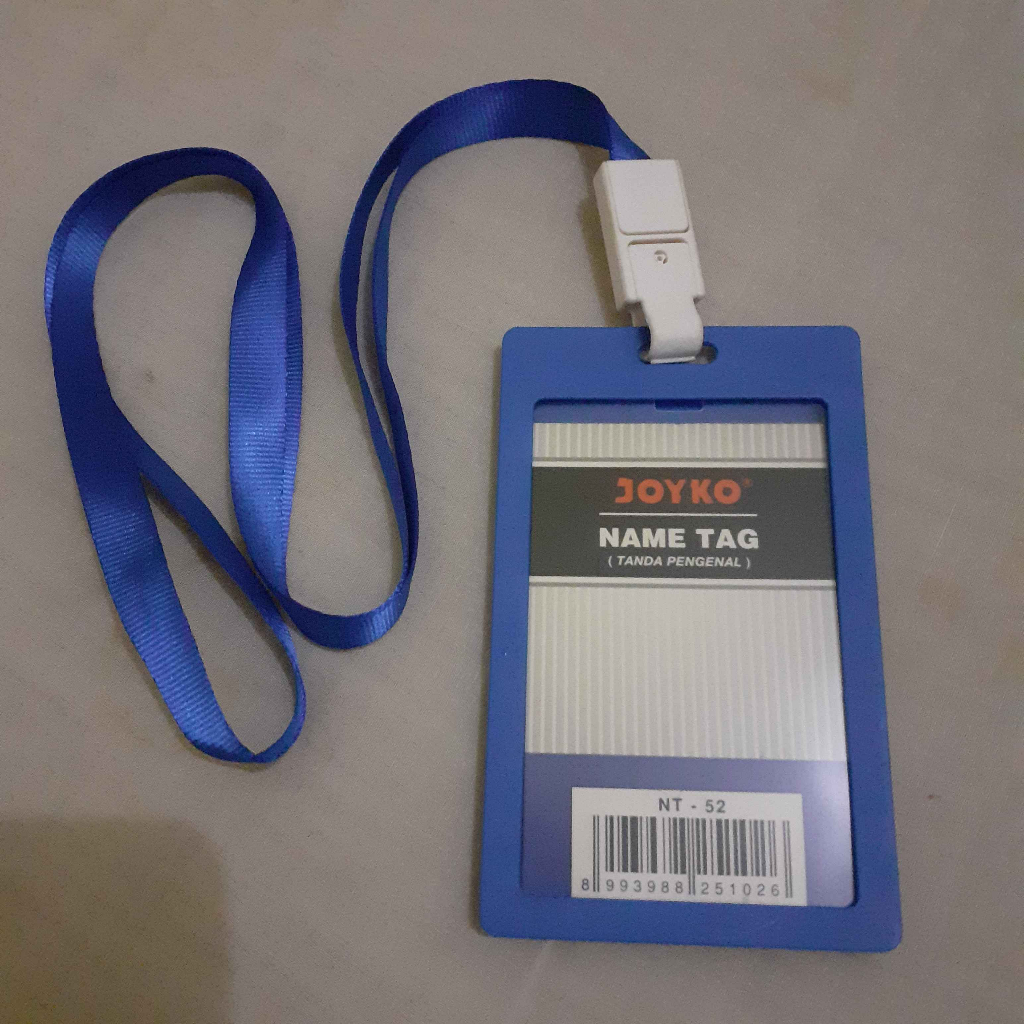 JOYKO®
NAME TAG
( TANDA PENGENAL )
NT - 52
8 993988 251026